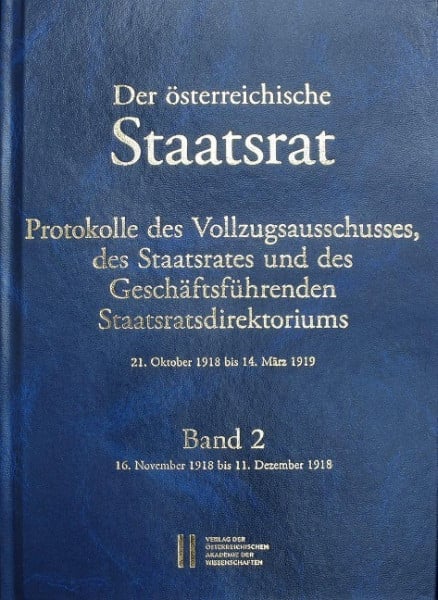 Der österreichische
Staatsrat
Protokolle des Vollzugsausschusses,
des Staatsrates und des
Geschäftsführenden
Staatsratsdirektoriums
21. Oktober 1918 bis 14. März 1919
Band 2
16. November 1918 bis 11. Dezember 1918
VERLAG DER
ÖSTERREICHISCHEN
AKADEMIE DER
WISSENSCHAFTEN